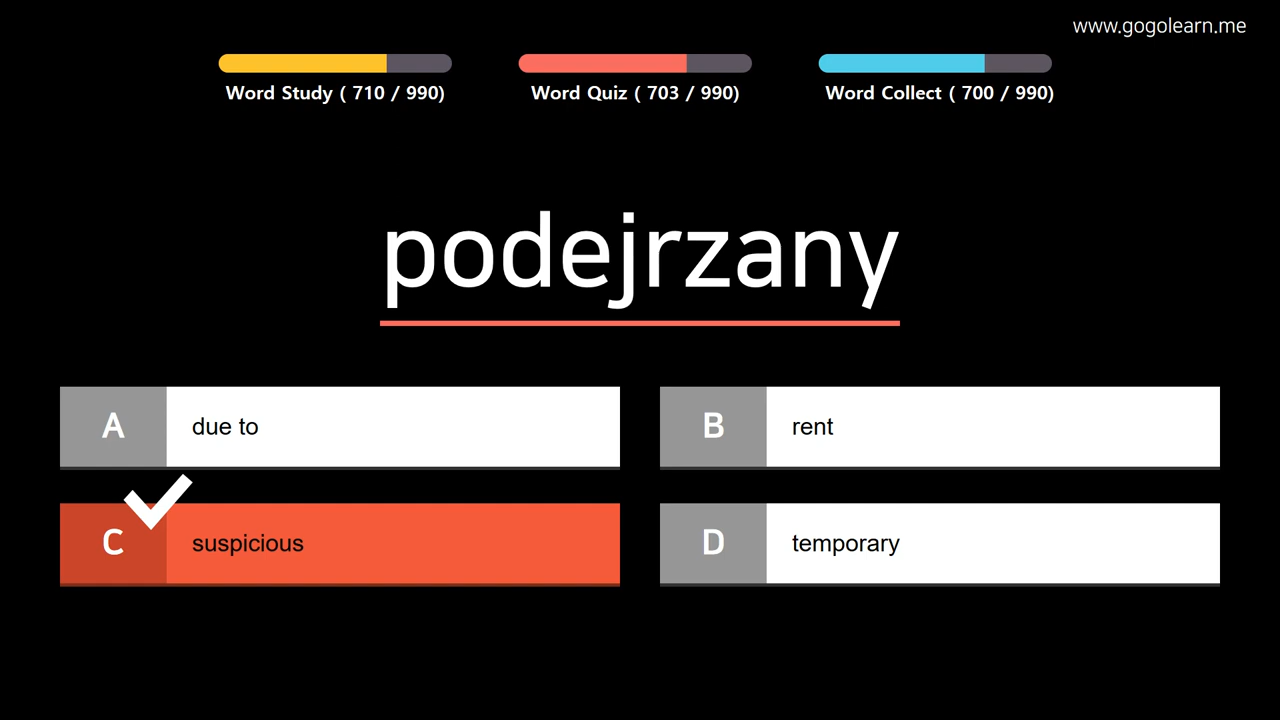 www.gogolearn.me
Word Study ( 710 / 990)
Word Quiz ( 703 / 990)
Word Collect ( 700 / 990)
podejrzany
A due to
B rent
C suspicious
D temporary